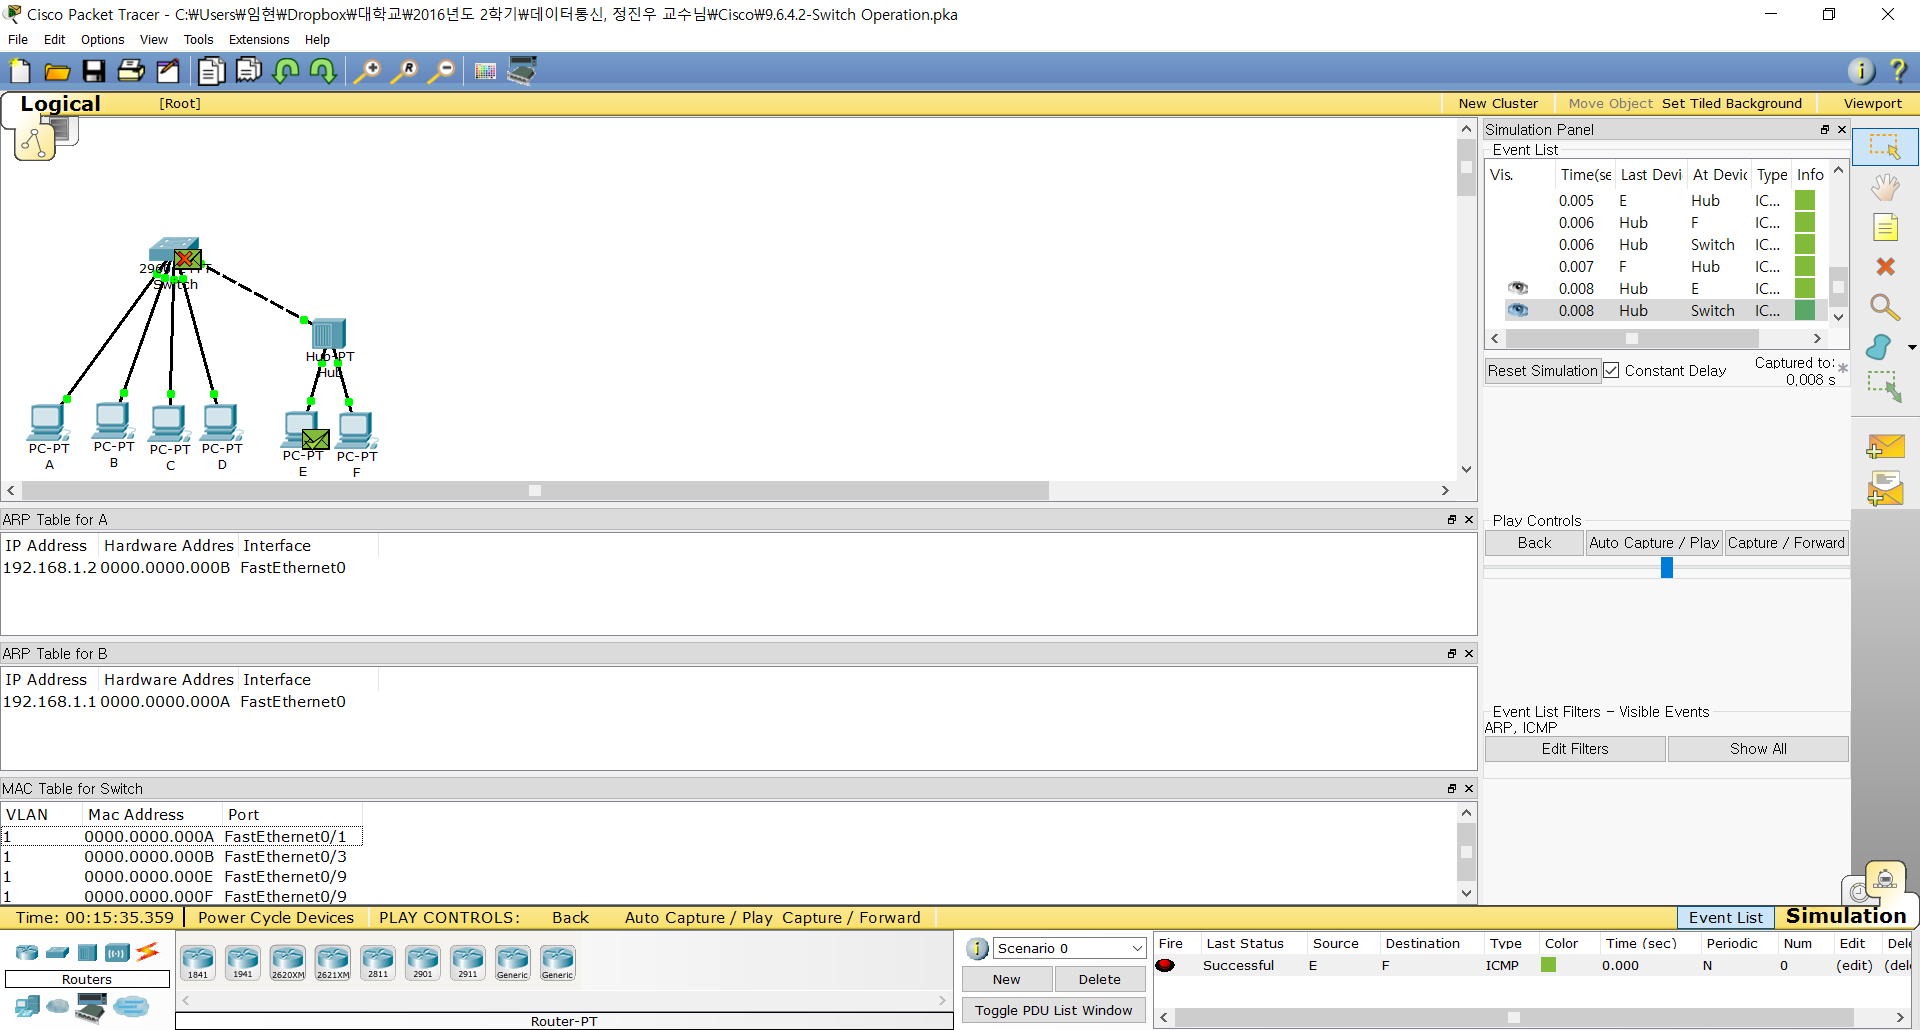 Cisco Packet Tracer - C:₩Users₩임현₩Dropbox₩대학교₩2016년도 2학기₩데이터통신, 정진우 교수님₩Cisco₩9.6.4.2-Switch Operation.pka
File Edit Options View Tools Extensions Help
Logical [Root] New Cluster Move Object Set Tiled Background Viewport
Simulation Panel
Event List
Vis. Time(se Last Devi At Devic Type Info
0.005 E Hub IC...
0.006 Hub F IC...
0.006 Hub Switch IC...
0.007 F Hub IC...
0.008 Hub E IC...
0.008 Hub Switch IC...
Reset Simulation Constant Delay Captured to:
0.008 s
Switch
Hub-PT
Hub
PC-PT
A
PC-PT
B
PC-PT
C
PC-PT
D
PC-PT
E
PC-PT
F
ARP Table for A
IP Address Hardware Addres Interface
192.168.1.2 0000.0000.000B FastEthernet0
ARP Table for B
IP Address Hardware Addres Interface
192.168.1.1 0000.0000.000A FastEthernet0
MAC Table for Switch
VLAN Mac Address Port
1 0000.0000.000A FastEthernet0/1
1 0000.0000.000B FastEthernet0/3
1 0000.0000.000E FastEthernet0/9
1 0000.0000.000F FastEthernet0/9
Play Controls
Back Auto Capture / Play Capture / Forward
Event List Filters - Visible Events
ARP, ICMP
Edit Filters Show All
Time: 00:15:35.359 Power Cycle Devices PLAY CONTROLS: Back Auto Capture / Play Capture / Forward Event List Simulation
Routers
1841 1941 2620XM 2621XM 2811 2901 2911 Generic Generic
Router-PT
Scenario 0
New Delete
Toggle PDU List Window
Fire Last Status Source Destination Type Color Time (sec) Periodic Num Edit Dele
Successful E F ICMP 0.000 N 0 (edit) (dele